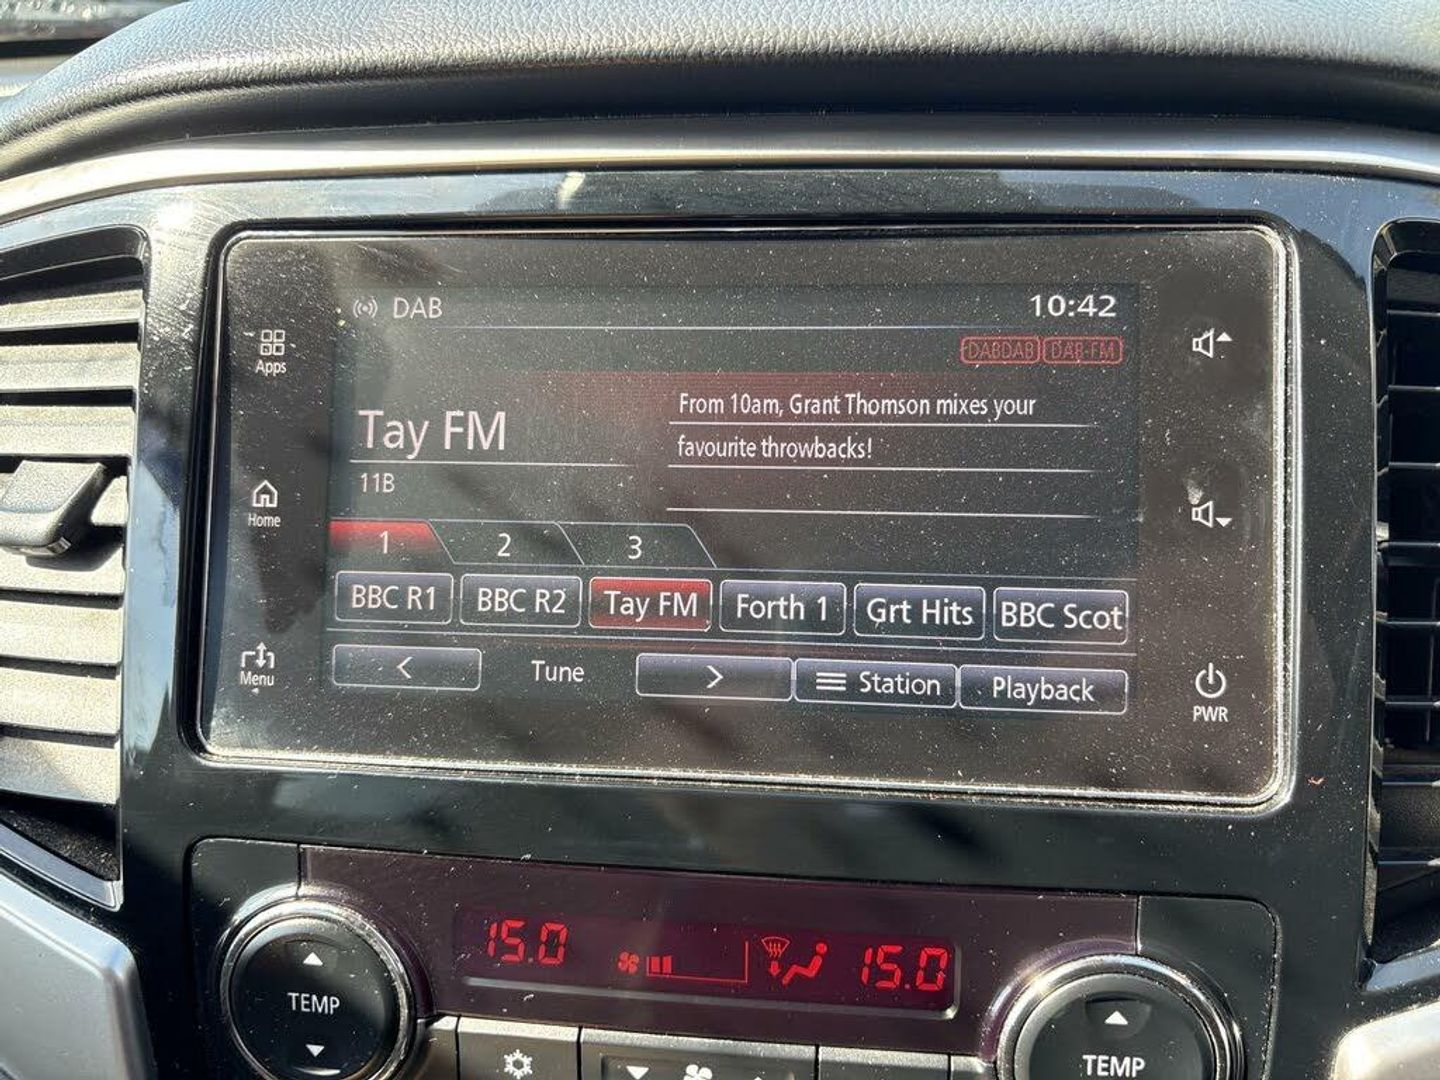 DAB
10:42
DABDAB DAB-FM
Apps
Tay FM
From 10am, Grant Thomson mixes your
favourite throwbacks!
11B
Home
1 2 3
BBC R1 BBC R2 Tay FM Forth 1 Grt Hits BBC Scot
Menu
< Tune > Station Playback
PWR
15.0 15.0
TEMP
TEMP